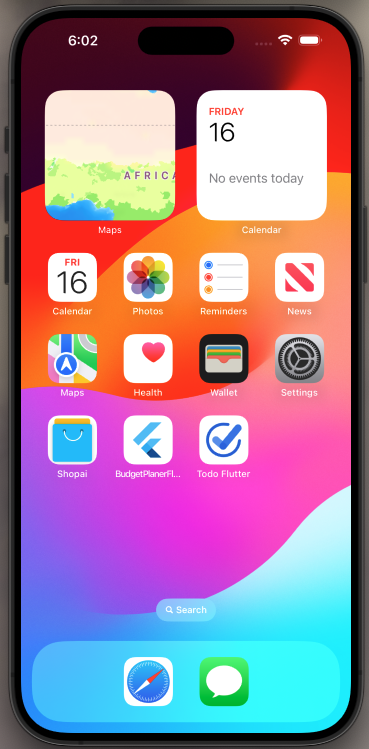 6:02
AFRICA
FRIDAY
16
No events today
Maps
Calendar
FRI
16
Calendar
Photos
Reminders
News
Maps
Health
Wallet
Settings
Shopai
BudgetPlanerFl...
Todo Flutter
Search